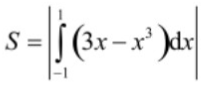 S = |∫_{-1}^{1} (3x − x³)dx|